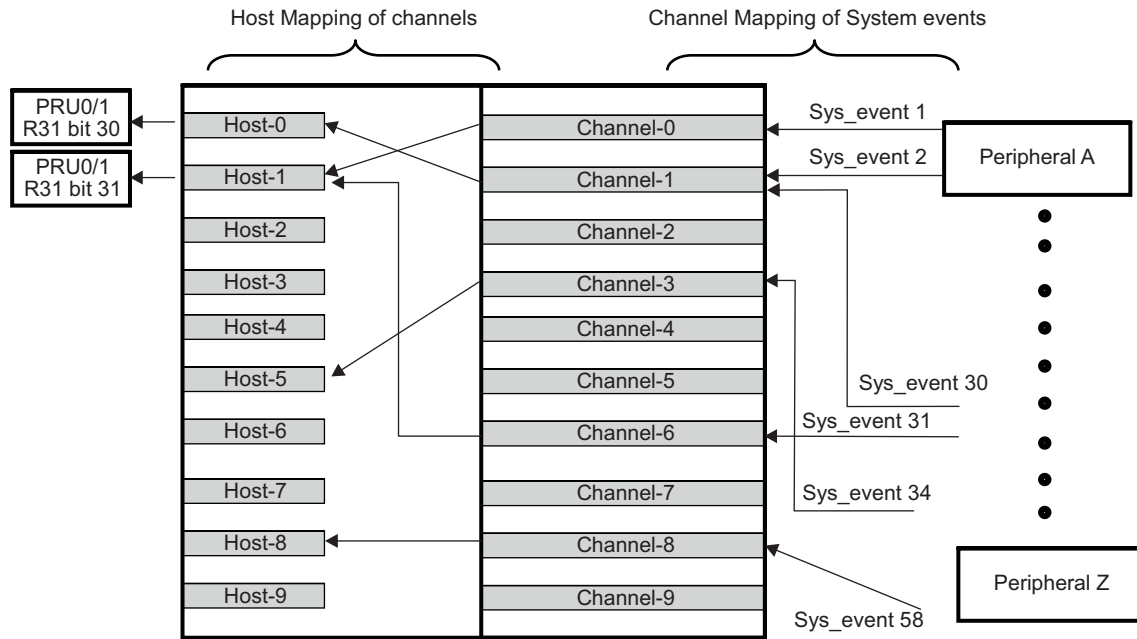 Host Mapping of channels
Channel Mapping of System events
PRU0/1
R31 bit 30
PRU0/1
R31 bit 31
Host-0
Host-1
Host-2
Host-3
Host-4
Host-5
Host-6
Host-7
Host-8
Host-9
Channel-0
Channel-1
Channel-2
Channel-3
Channel-4
Channel-5
Channel-6
Channel-7
Channel-8
Channel-9
Sys_event 1
Sys_event 2
Sys_event 30
Sys_event 31
Sys_event 34
Sys_event 58
Peripheral A
Peripheral Z